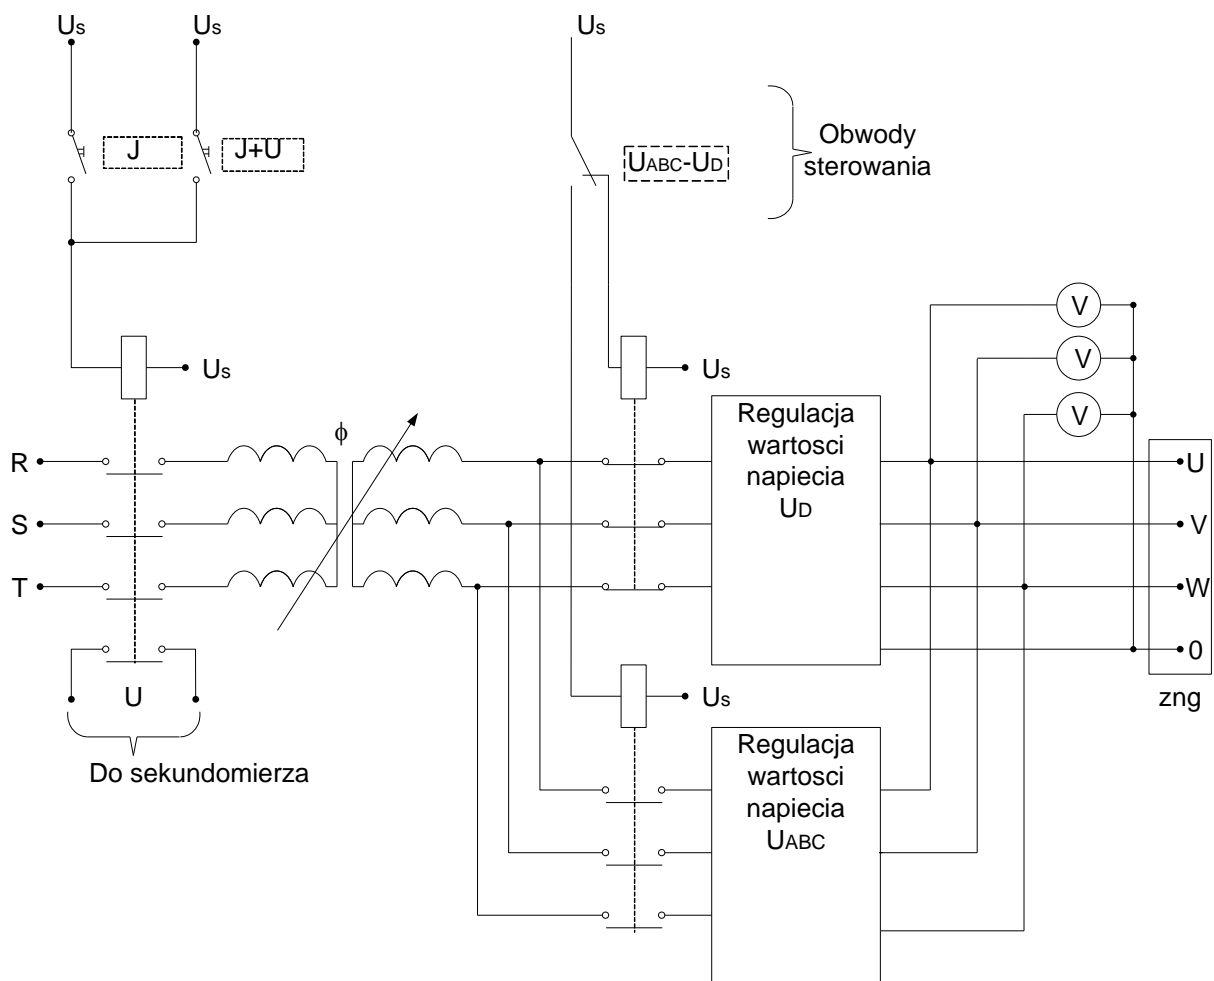 Us
Us
Us
J
J+U
UABC-UD
Obwody
sterowania
V
V
V
Us
Us
Regulacja
wartosci
napiecia
UD
ϕ
R
S
T
U
V
W
0
zng
U
Do sekundomierza
Us
Regulacja
wartosci
napiecia
UABC